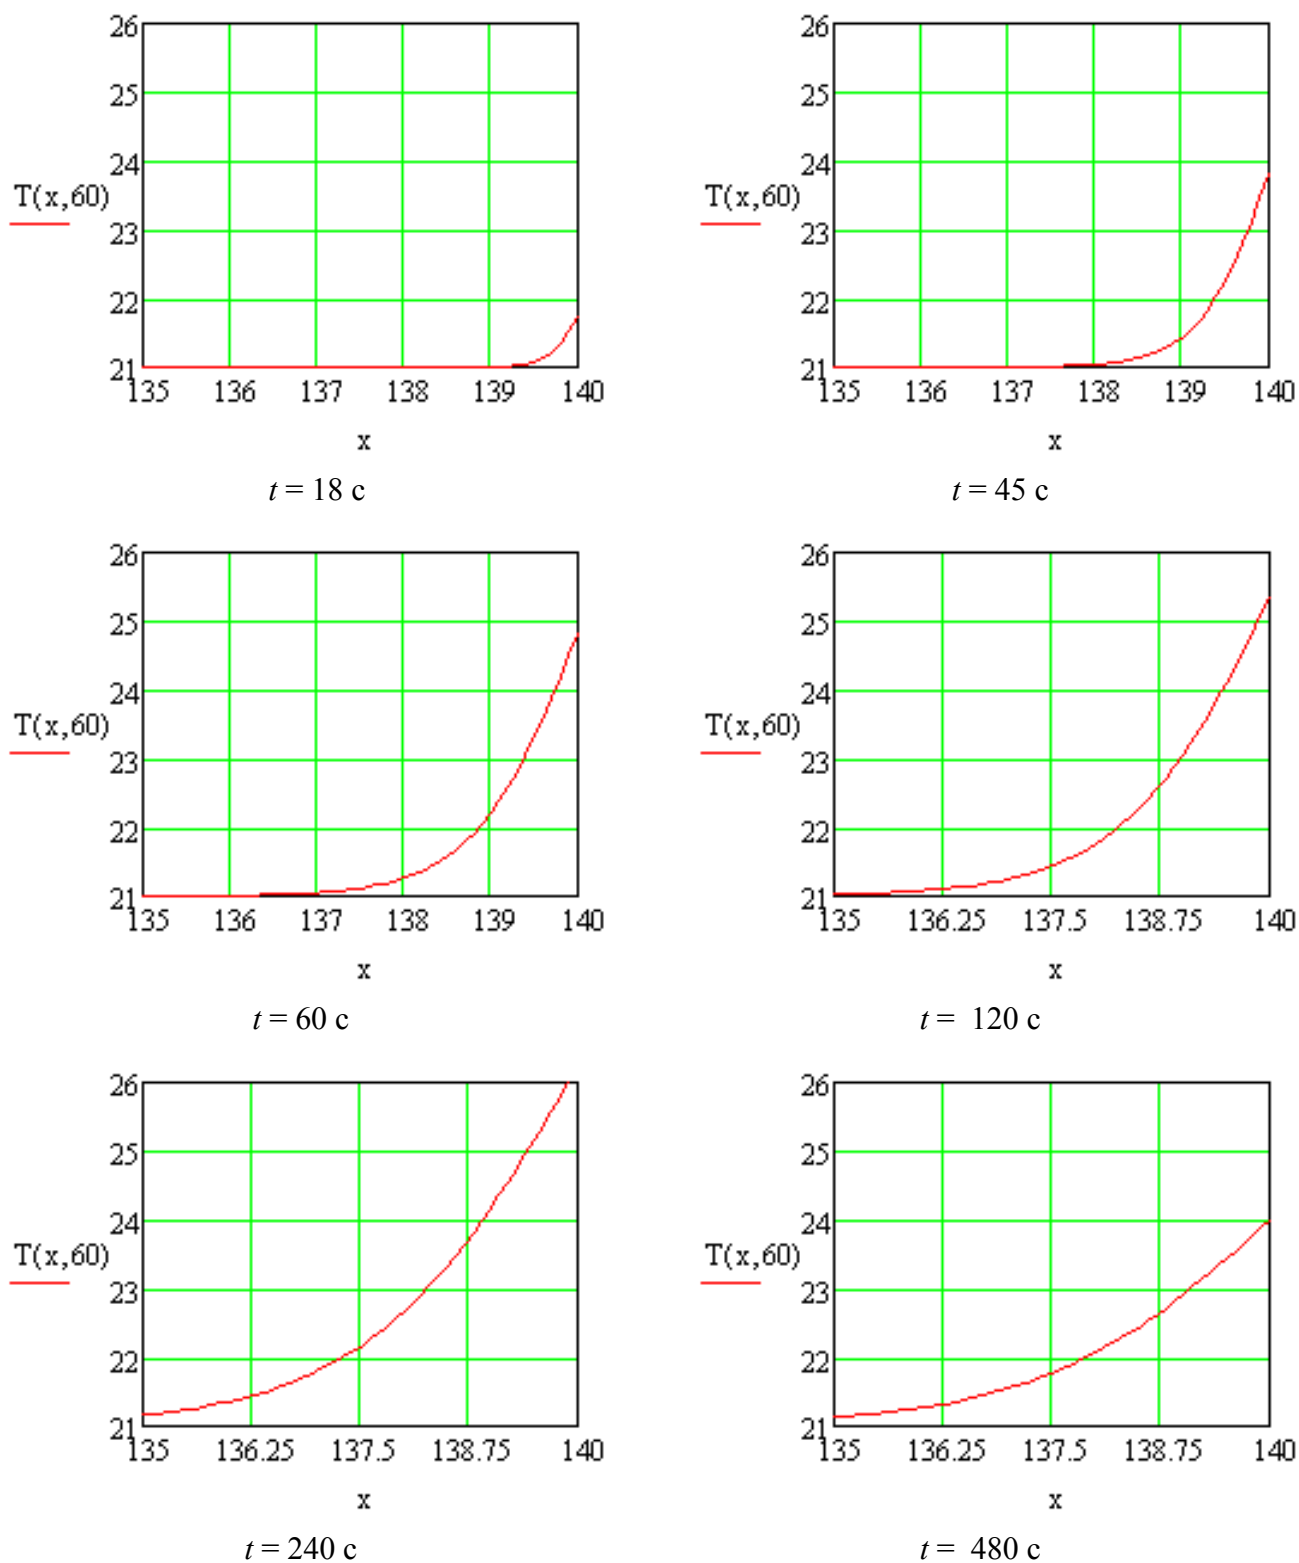 26
25
24
T(x,60)
23
22
21
135 136 137 138 139 140
x
t = 18 c
26
25
24
T(x,60)
23
22
21
135 136 137 138 139 140
x
t = 45 c
26
25
24
T(x,60)
23
22
21
135 136 137 138 139 140
x
t = 60 c
26
25
24
T(x,60)
23
22
21
135 136.25 137.5 138.75 140
x
t = 120 c
26
25
24
T(x,60)
23
22
21
135 136.25 137.5 138.75 140
x
t = 240 c
26
25
24
T(x,60)
23
22
21
135 136.25 137.5 138.75 140
x
t = 480 c